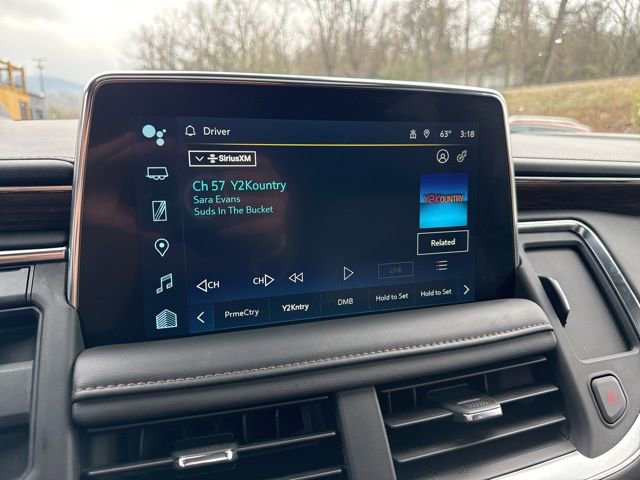 Driver
63° 3:18
SiriusXM
Ch 57 Y2Kountry
Sara Evans
Suds In The Bucket
Y2KOUNTRY
Related
CH CH LIVE
PrmeCtry Y2Kntry DMB Hold to Set Hold to Set